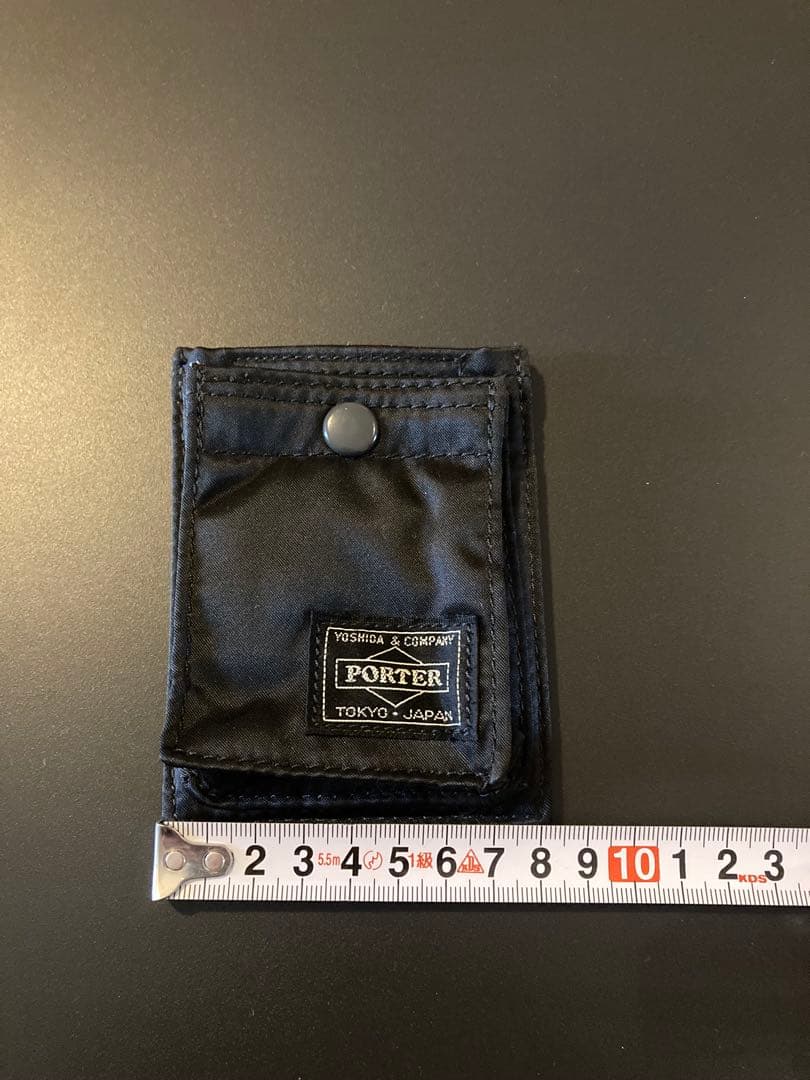 YOSHIDA & COMPANY
PORTER
TOKYO・JAPAN
2 3 5.5m 4 5 1級 6 7 8 9 10 1 2 KDS 3